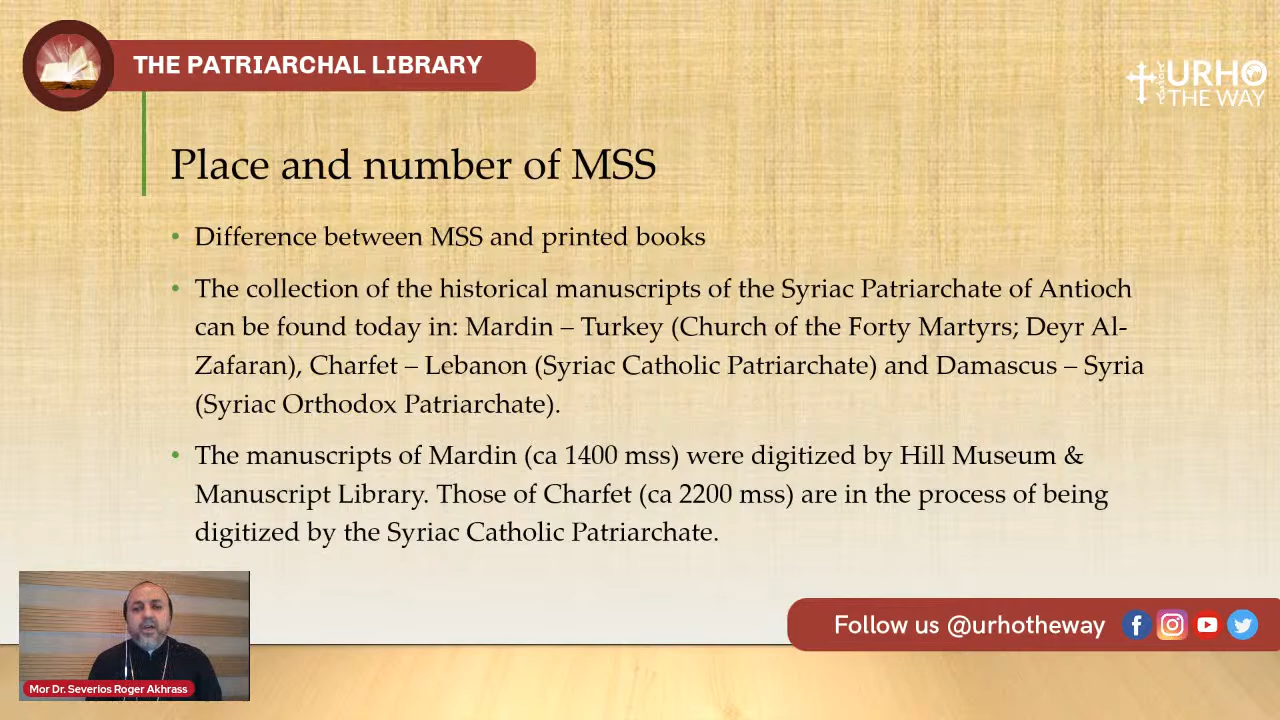 THE PATRIARCHAL LIBRARY
URHO
THE WAY
Place and number of MSS
• Difference between MSS and printed books
• The collection of the historical manuscripts of the Syriac Patriarchate of Antioch
can be found today in: Mardin – Turkey (Church of the Forty Martyrs; Deyr Al-
Zafaran), Charfet – Lebanon (Syriac Catholic Patriarchate) and Damascus – Syria
(Syriac Orthodox Patriarchate).
• The manuscripts of Mardin (ca 1400 mss) were digitized by Hill Museum &
Manuscript Library. Those of Charfet (ca 2200 mss) are in the process of being
digitized by the Syriac Catholic Patriarchate.
Follow us @urhotheway
Mor Dr. Severios Roger Akhrass